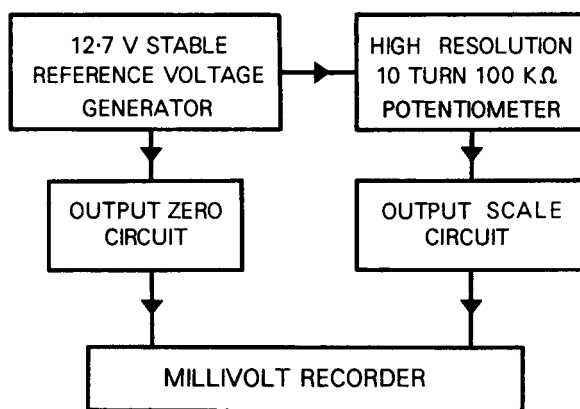 12·7 V STABLE
REFERENCE VOLTAGE
GENERATOR
HIGH RESOLUTION
10 TURN 100 KΩ
POTENTIOMETER
OUTPUT ZERO
CIRCUIT
OUTPUT SCALE
CIRCUIT
MILLIVOLT RECORDER